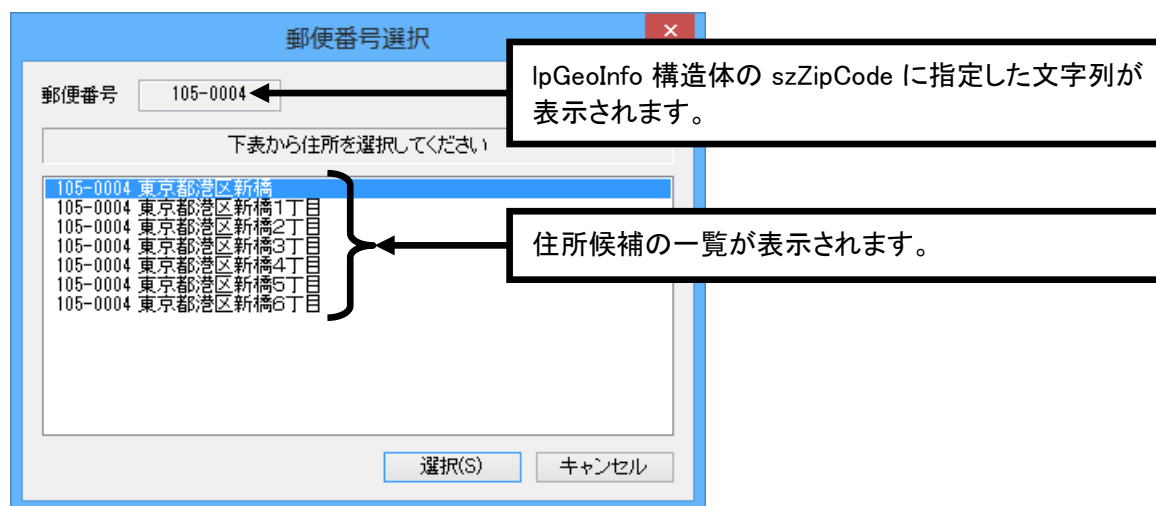 郵便番号選択
lpGeoInfo 構造体の szZipCode に指定した文字列が
表示されます。
郵便番号 105-0004
下表から住所を選択してください
105-0004 東京都港区新橋
105-0004 東京都港区新橋1丁目
105-0004 東京都港区新橋2丁目
105-0004 東京都港区新橋3丁目
105-0004 東京都港区新橋4丁目
105-0004 東京都港区新橋5丁目
105-0004 東京都港区新橋6丁目
住所候補の一覧が表示されます。
選択(S) キャンセル